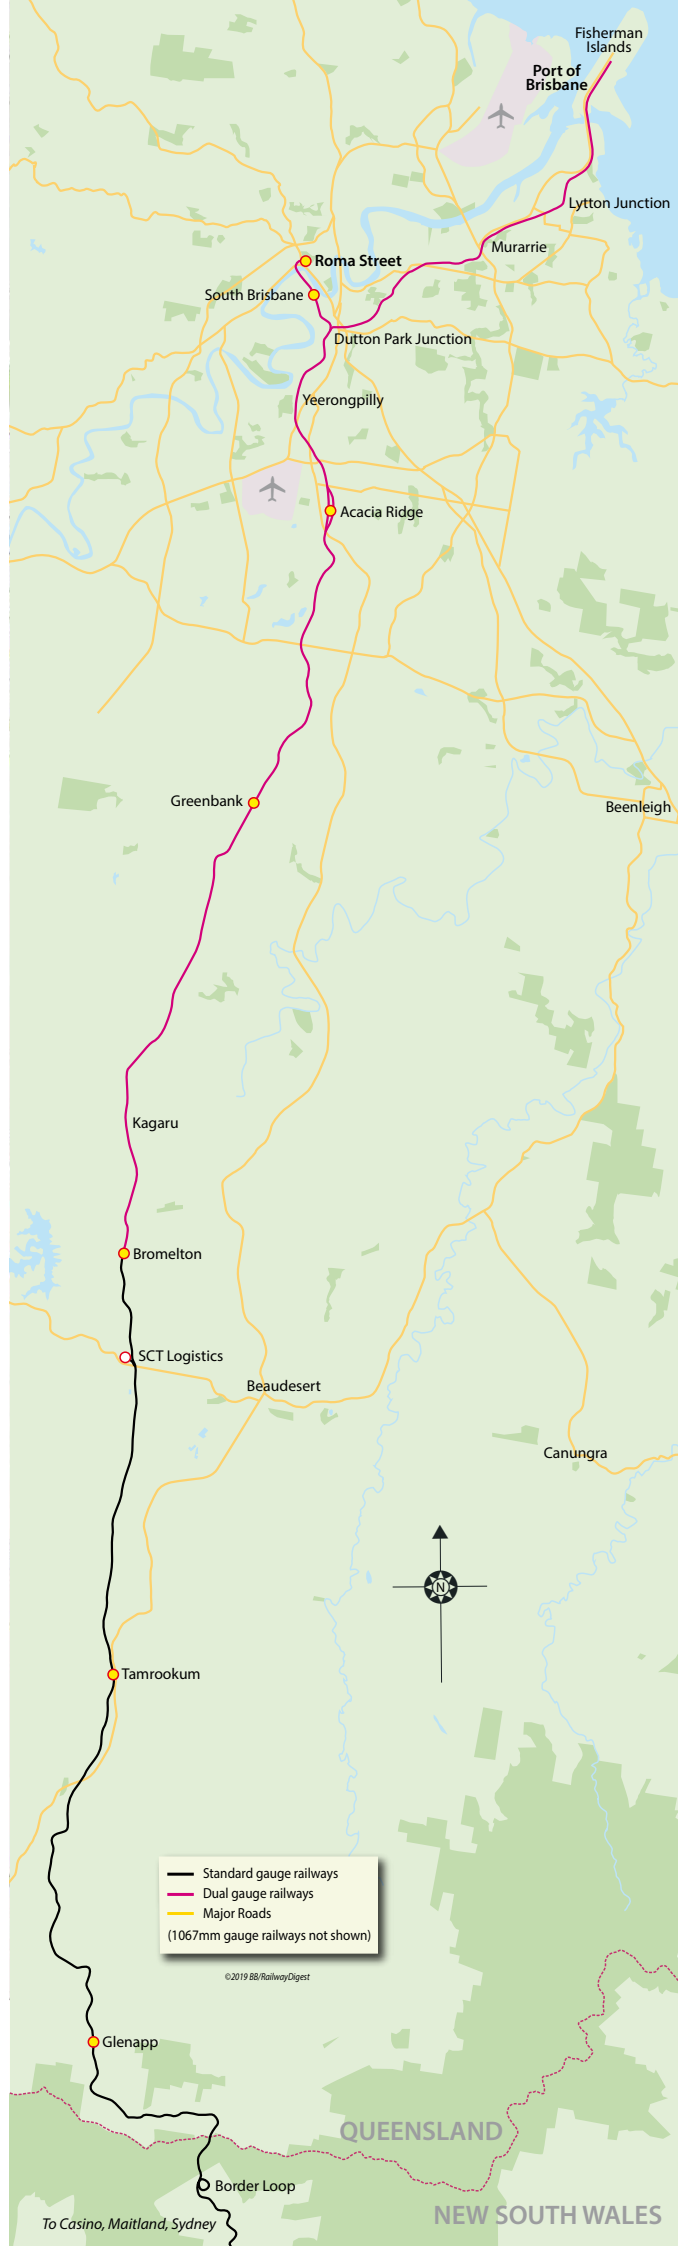 Fisherman
Islands
Port of
Brisbane
Lytton Junction
Murarrie
Roma Street
South Brisbane
Dutton Park Junction
Yeerongpilly
Acacia Ridge
Greenbank
Beenleigh
Kagaru
Bromelton
SCT Logistics
Beaudesert
Canungra
N
Tamrookum
Standard gauge railways
Dual gauge railways
Major Roads
(1067mm gauge railways not shown)
©2019 BB/RailwayDigest
Glenapp
QUEENSLAND
Border Loop
NEW SOUTH WALES
To Casino, Maitland, Sydney